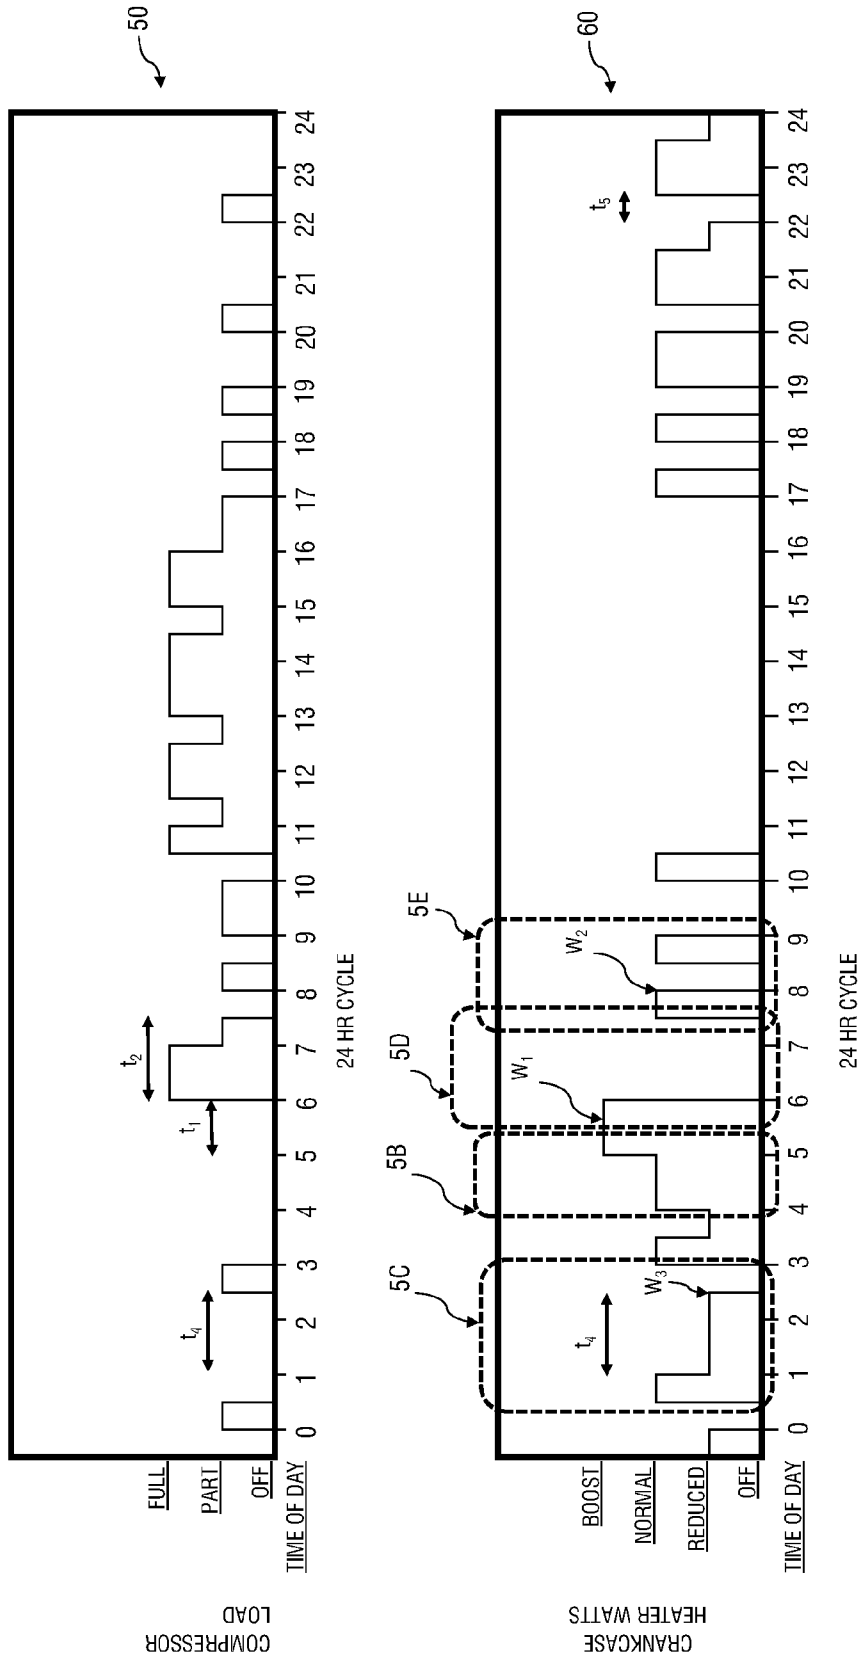 50
COMPRESSOR
LOAD
FULL
PART
OFF
TIME OF DAY
t4
t1
t2
0 1 2 3 4 5 6 7 8 9 10 11 12 13 14 15 16 17 18 19 20 21 22 23 24
24 HR CYCLE
60
CRANKCASE
HEATER WATTS
BOOST
NORMAL
REDUCED
OFF
TIME OF DAY
5C
5B
5D
5E
t4
W3
W1
W2
t5
0 1 2 3 4 5 6 7 8 9 10 11 12 13 14 15 16 17 18 19 20 21 22 23 24
24 HR CYCLE